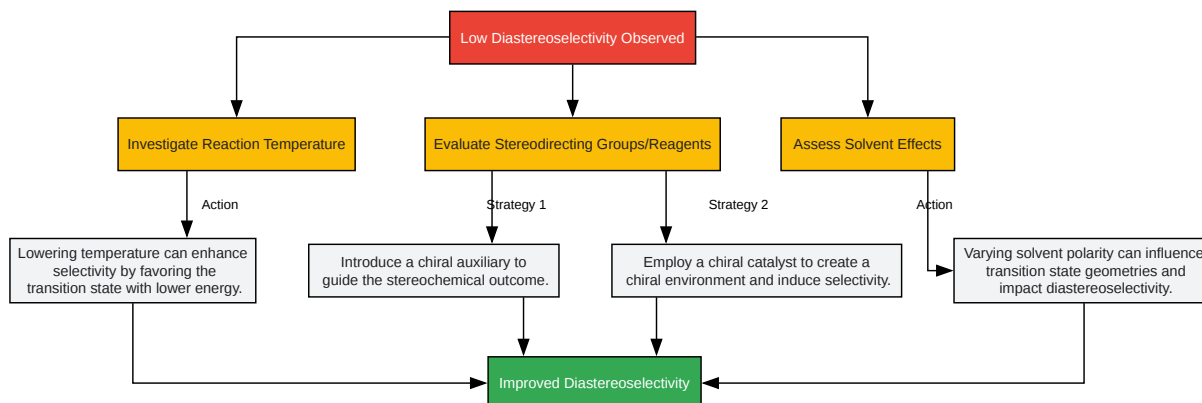 Low Diastereoselectivity Observed
Investigate Reaction Temperature
Evaluate Stereodirecting Groups/Reagents
Assess Solvent Effects
Action
Strategy 1
Strategy 2
Action
Lowering temperature can enhance
selectivity by favoring the
transition state with lower energy.
Introduce a chiral auxiliary to
guide the stereochemical outcome.
Employ a chiral catalyst to create a
chiral environment and induce selectivity.
Varying solvent polarity can influence
transition state geometries and
impact diastereoselectivity.
Improved Diastereoselectivity